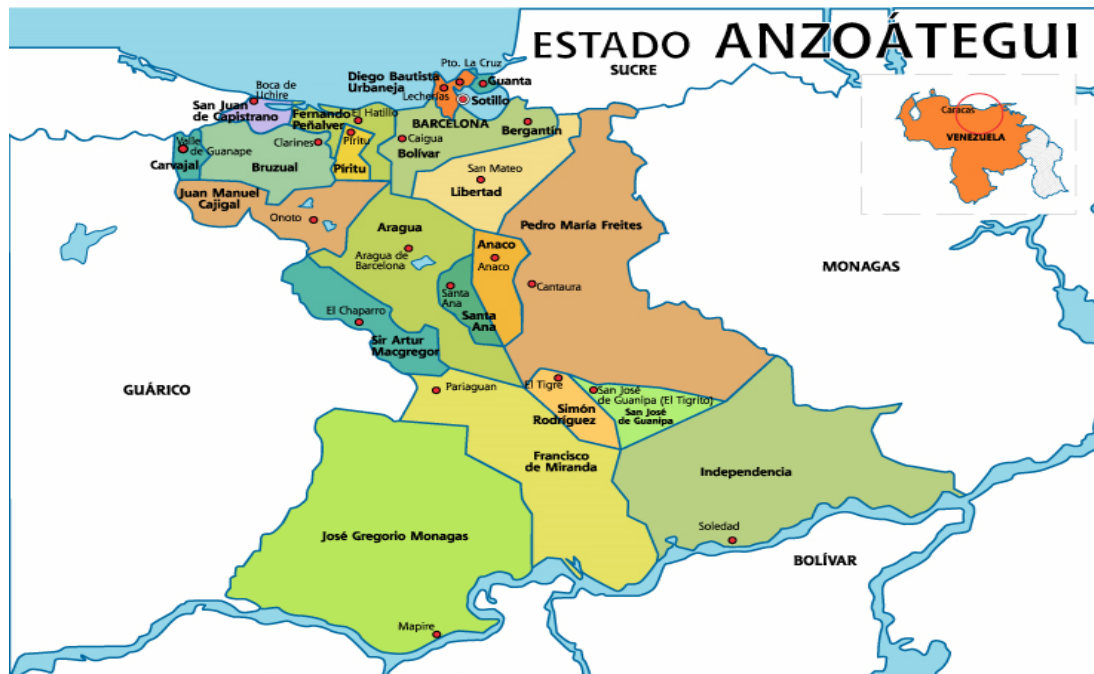 ESTADO ANZOÁTEGUI
SUCRE
Caracas
VENEZUELA
Pto. La Cruz
Diego Bautista
Urbaneja
Guanta
Lecherías
Sotillo
Boca de
Uchire
San Juan
de Capistrano
Fernando
Peñalver
El Hatillo
BARCELONA
Bergantín
Valle
de Guanape
Clarines
Píritu
Caigua
Carvajal
Bruzual
Píritu
Bolívar
San Mateo
Libertad
Juan Manuel
Cajigal
Onoto
Aragua
Pedro María Freites
Anaco
Aragua de
Barcelona
Anaco
MONAGAS
Cantaura
Santa
Ana
Santa
Ana
El Chaparro
Sir Artur
Macgregor
GUÁRICO
Pariaguan
El Tigre
San José
de Guanipa (El Tigrito)
Simón
Rodríguez
San José
de Guanipa
Francisco
de Miranda
Independencia
José Gregorio Monagas
Soledad
BOLÍVAR
Mapire